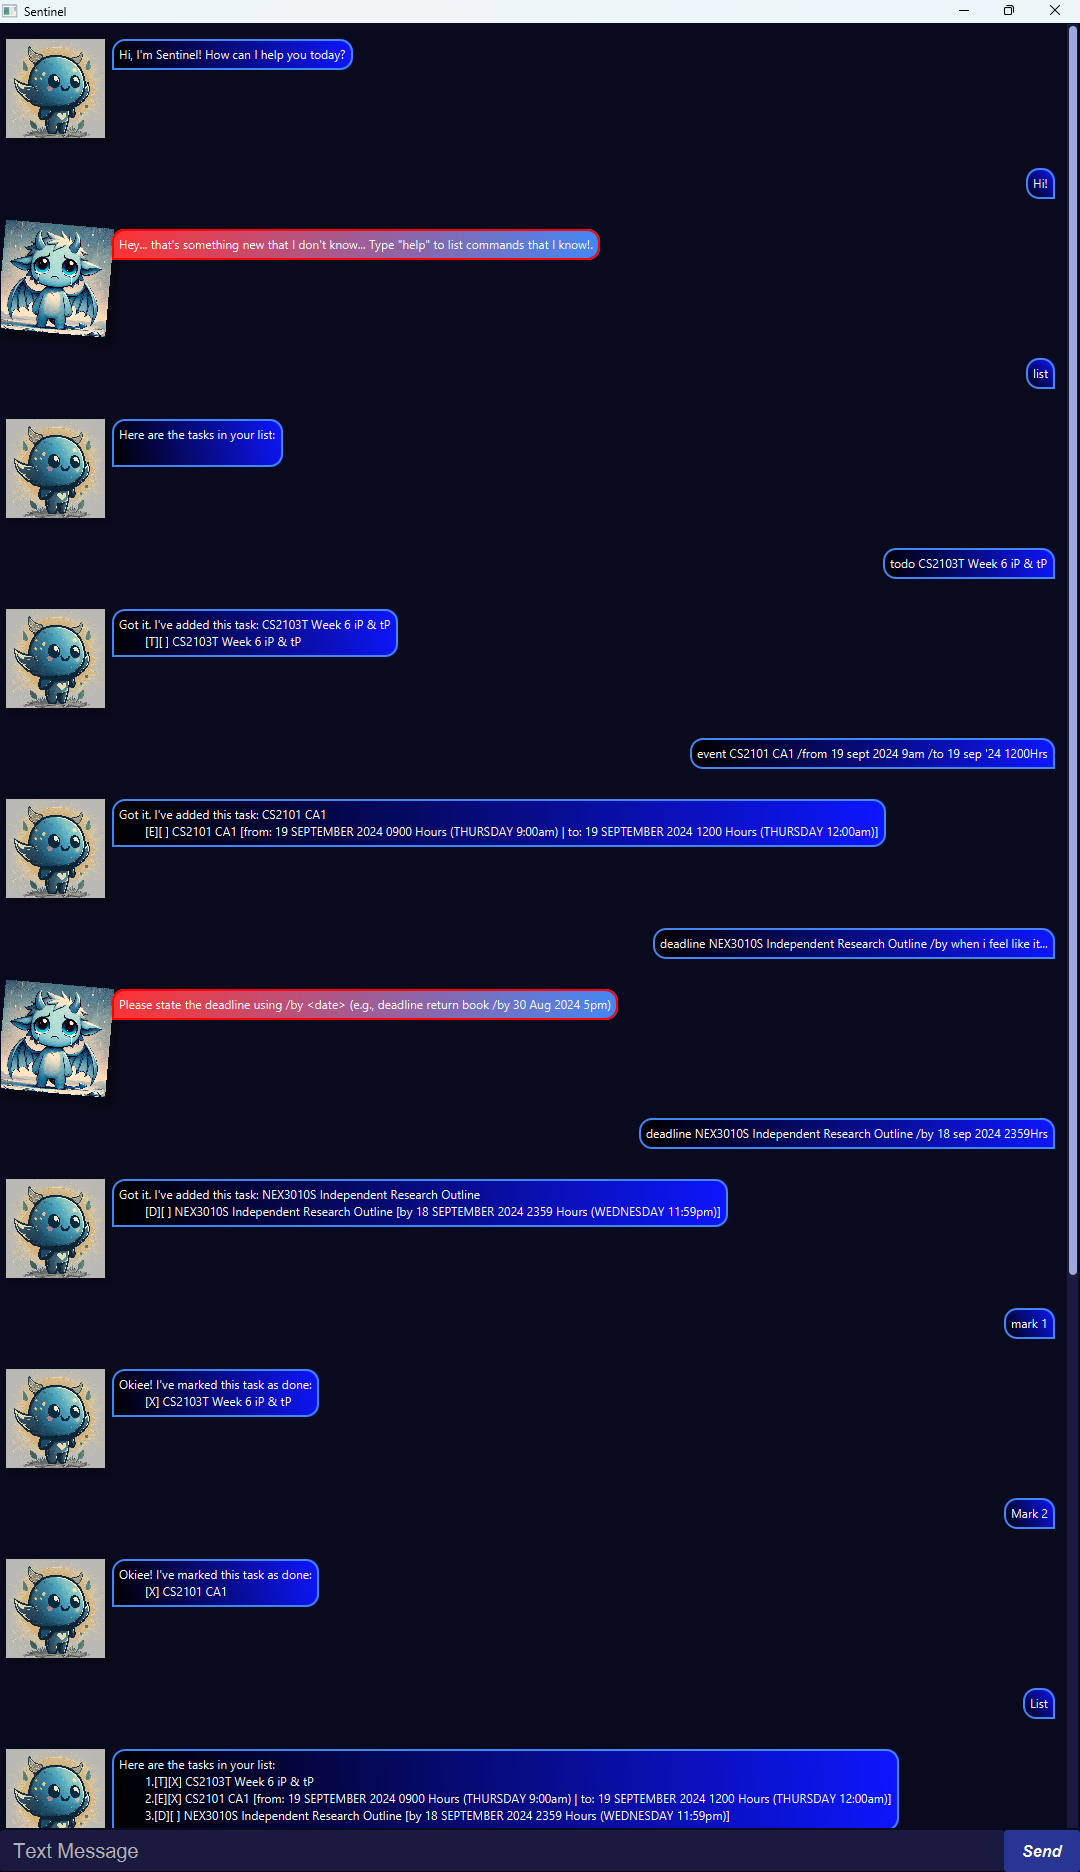 Sentinel
Hi, I'm Sentinel! How can I help you today?
Hi!
Hey... that's something new that I don't know... Type "help" to list commands that I know!.
list
Here are the tasks in your list:
todo CS2103T Week 6 iP & tP
Got it. I've added this task: CS2103T Week 6 iP & tP
[T][ ] CS2103T Week 6 iP & tP
event CS2101 CA1 /from 19 sept 2024 9am /to 19 sep '24 1200Hrs
Got it. I've added this task: CS2101 CA1
[E][ ] CS2101 CA1 [from: 19 SEPTEMBER 2024 0900 Hours (THURSDAY 9:00am) | to: 19 SEPTEMBER 2024 1200 Hours (THURSDAY 12:00am)]
deadline NEX3010S Independent Research Outline /by when i feel like it...
Please state the deadline using /by <date> (e.g., deadline return book /by 30 Aug 2024 5pm)
deadline NEX3010S Independent Research Outline /by 18 sep 2024 2359Hrs
Got it. I've added this task: NEX3010S Independent Research Outline
[D][ ] NEX3010S Independent Research Outline [by 18 SEPTEMBER 2024 2359 Hours (WEDNESDAY 11:59pm)]
mark 1
Okiee! I've marked this task as done:
[X] CS2103T Week 6 iP & tP
Mark 2
Okiee! I've marked this task as done:
[X] CS2101 CA1
List
Here are the tasks in your list:
1.[T][X] CS2103T Week 6 iP & tP
2.[E][X] CS2101 CA1 [from: 19 SEPTEMBER 2024 0900 Hours (THURSDAY 9:00am) | to: 19 SEPTEMBER 2024 1200 Hours (THURSDAY 12:00am)]
3.[D][ ] NEX3010S Independent Research Outline [by 18 SEPTEMBER 2024 2359 Hours (WEDNESDAY 11:59pm)]
Text Message
Send